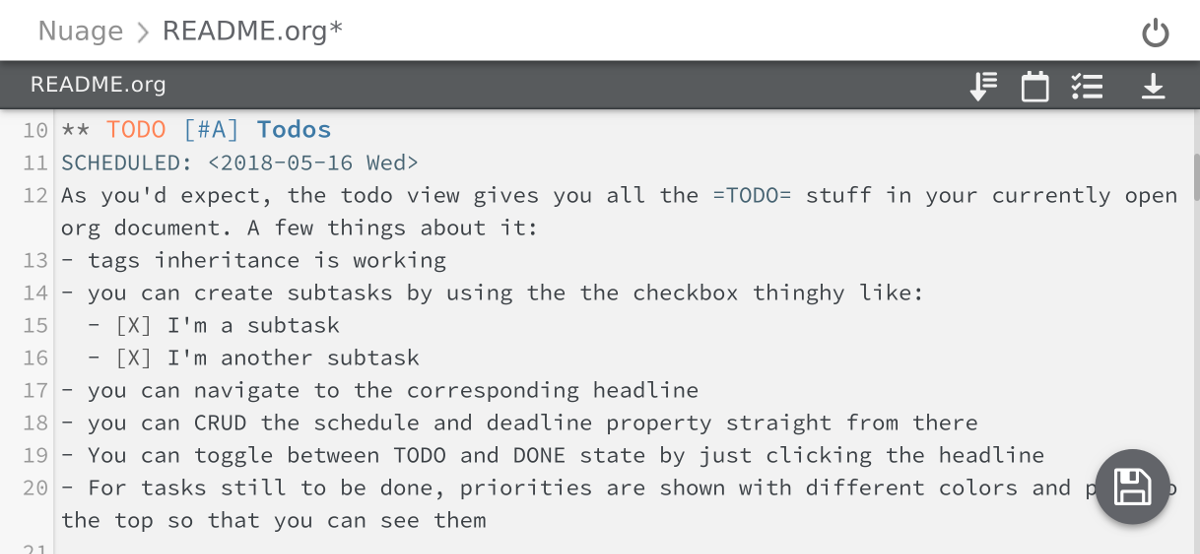 Nuage > README.org*
README.org
10 ** TODO [#A] Todos
11 SCHEDULED: <2018-05-16 Wed>
12 As you'd expect, the todo view gives you all the =TODO= stuff in your currently open
org document. A few things about it:
13 - tags inheritance is working
14 - you can create subtasks by using the the checkbox thinghy like:
15   - [X] I'm a subtask
16   - [X] I'm another subtask
17 - you can navigate to the corresponding headline
18 - you can CRUD the schedule and deadline property straight from there
19 - You can toggle between TODO and DONE state by just clicking the headline
20 - For tasks still to be done, priorities are shown with different colors and
the top so that you can see them
21